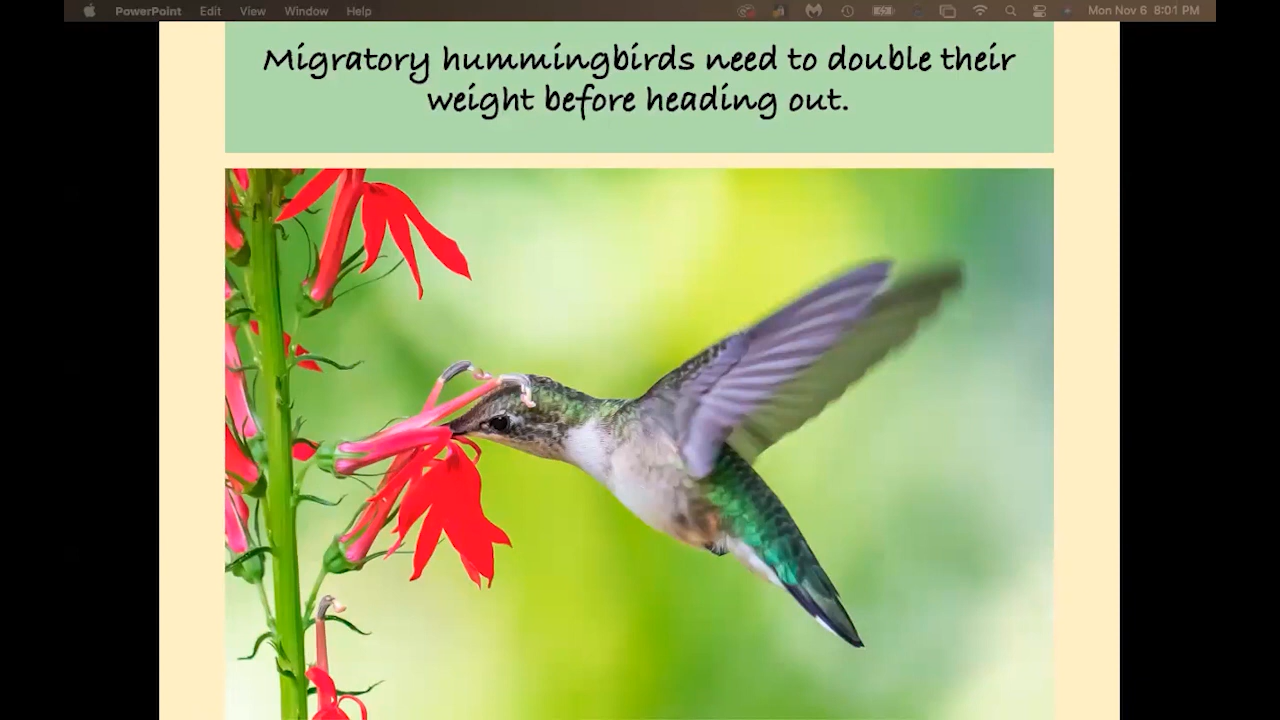 PowerPoint Edit View Window Help Mon Nov 6 8:01 PM
Migratory hummingbirds need to double their
weight before heading out.